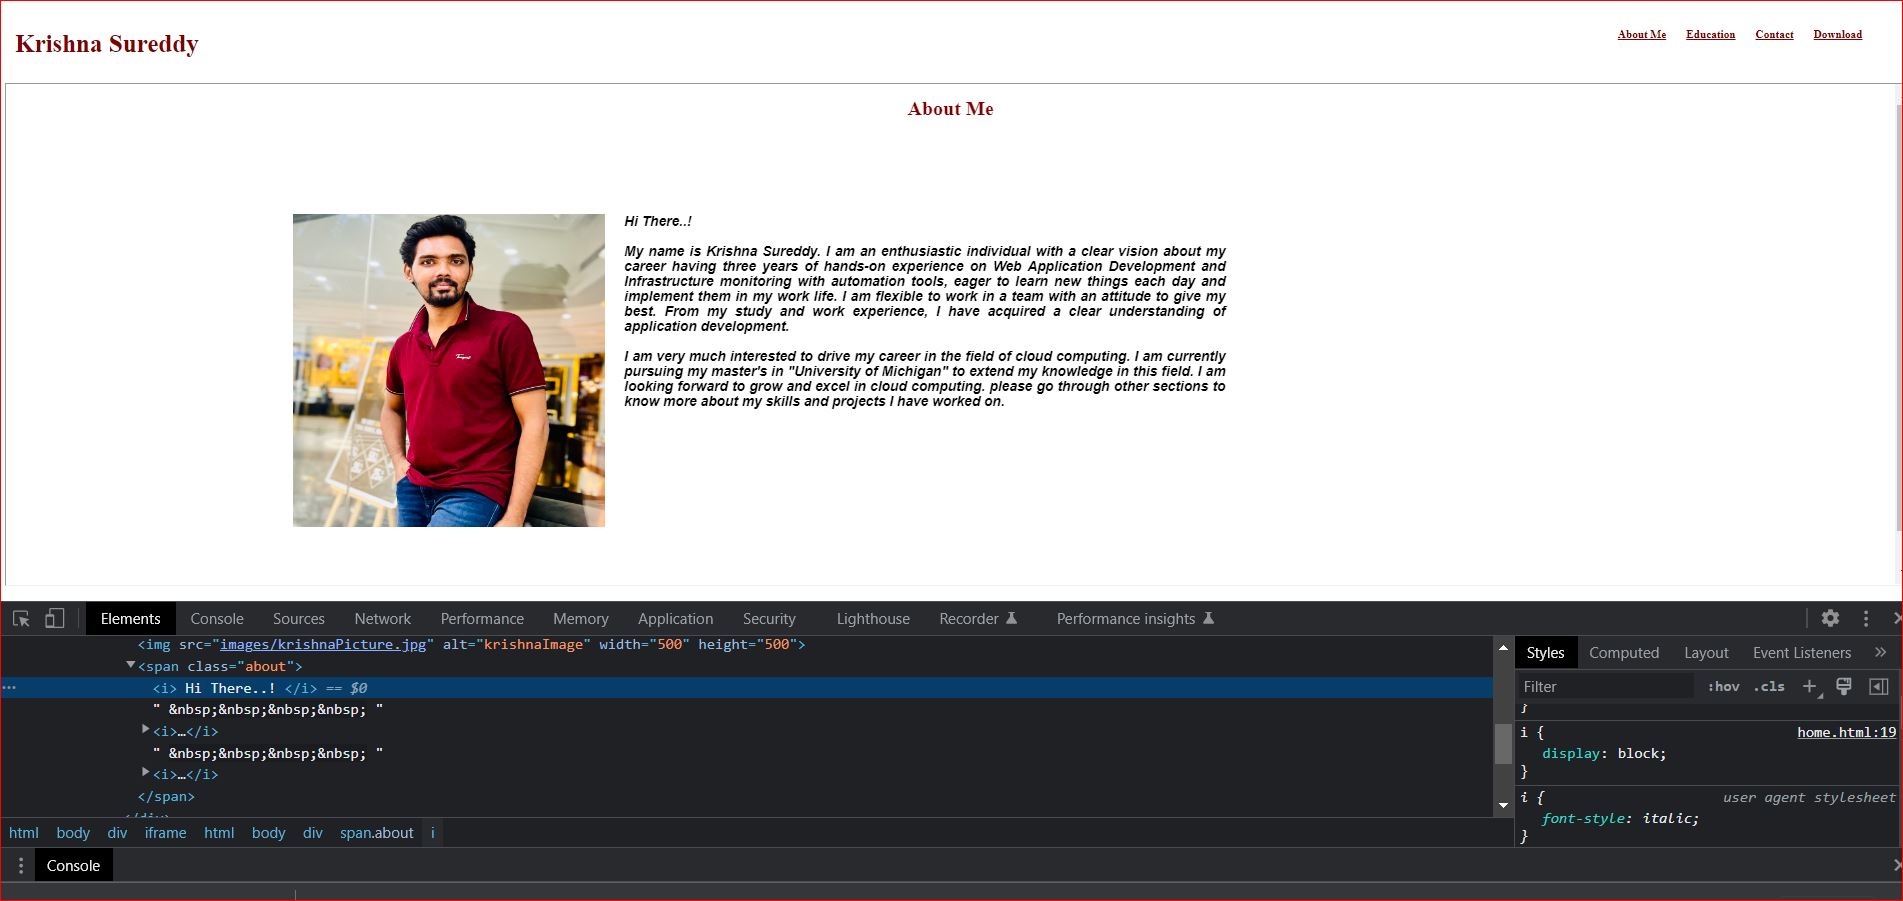 Krishna Sureddy
About Me Education Contact Download
About Me
Hi There..!
My name is Krishna Sureddy. I am an enthusiastic individual with a clear vision about my
career having three years of hands-on experience on Web Application Development and
Infrastructure monitoring with automation tools, eager to learn new things each day and
implement them in my work life. I am flexible to work in a team with an attitude to give my
best. From my study and work experience, I have acquired a clear understanding of
application development.
I am very much interested to drive my career in the field of cloud computing. I am currently
pursuing my master's in "University of Michigan" to extend my knowledge in this field. I am
looking forward to grow and excel in cloud computing. please go through other sections to
know more about my skills and projects I have worked on.
Elements Console Sources Network Performance Memory Application Security Lighthouse Recorder Performance insights
<img src="images/krishnaPicture.jpg" alt="krishnaImage" width="500" height="500">
<span class="about">
<i> Hi There..! </i> == $0
" &nbsp;&nbsp;&nbsp;&nbsp; "
<i>…</i>
" &nbsp;&nbsp;&nbsp;&nbsp; "
<i>…</i>
</span>
html body div iframe html body div span.about i
Styles Computed Layout Event Listeners »
Filter :hov .cls +
}
i { home.html:19
display: block;
}
i { user agent stylesheet
font-style: italic;
}
Console